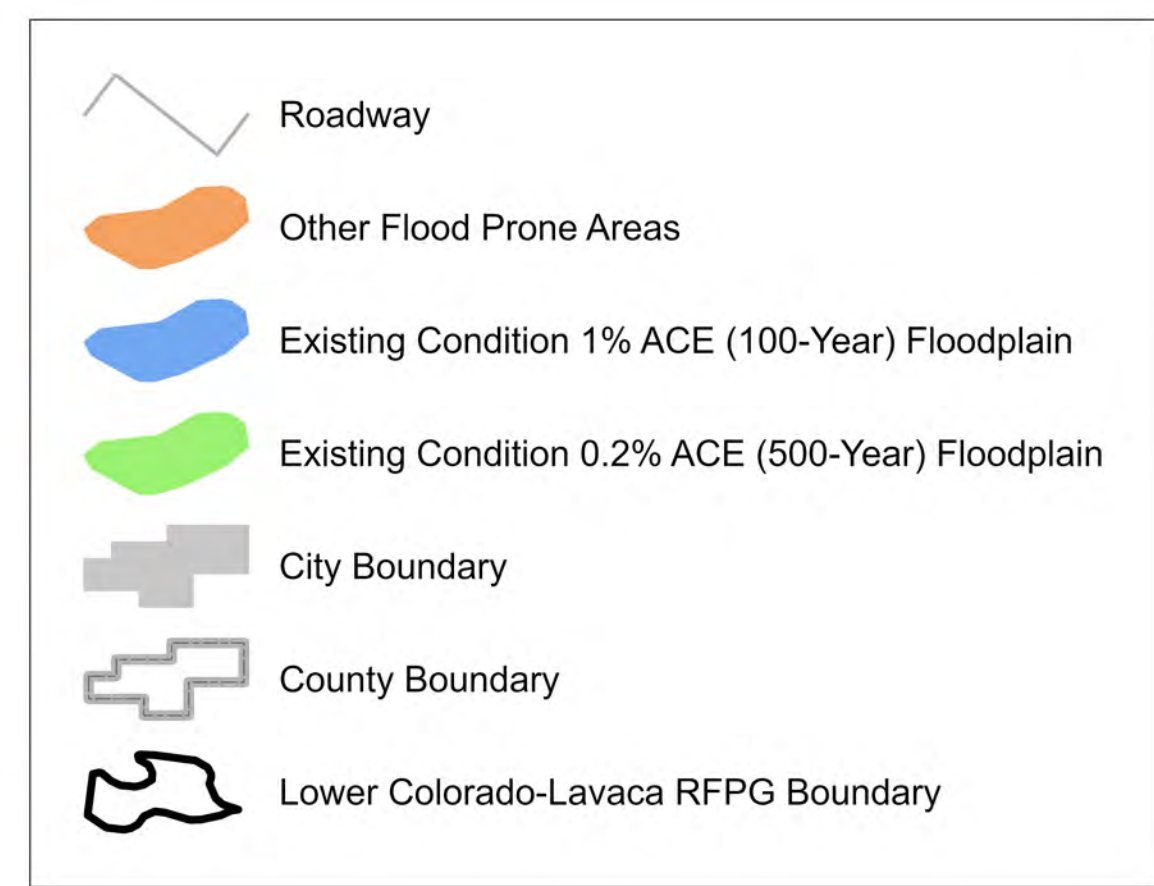 Roadway
Other Flood Prone Areas
Existing Condition 1% ACE (100-Year) Floodplain
Existing Condition 0.2% ACE (500-Year) Floodplain
City Boundary
County Boundary
Lower Colorado-Lavaca RFPG Boundary